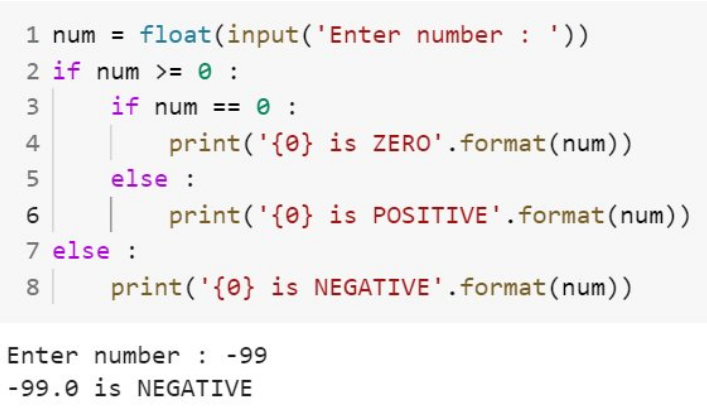 1 num = float(input('Enter number : '))
2 if num >= 0 :
3     if num == 0 :
4         print('{0} is ZERO'.format(num))
5     else :
6         print('{0} is POSITIVE'.format(num))
7 else :
8     print('{0} is NEGATIVE'.format(num))
Enter number : -99
-99.0 is NEGATIVE